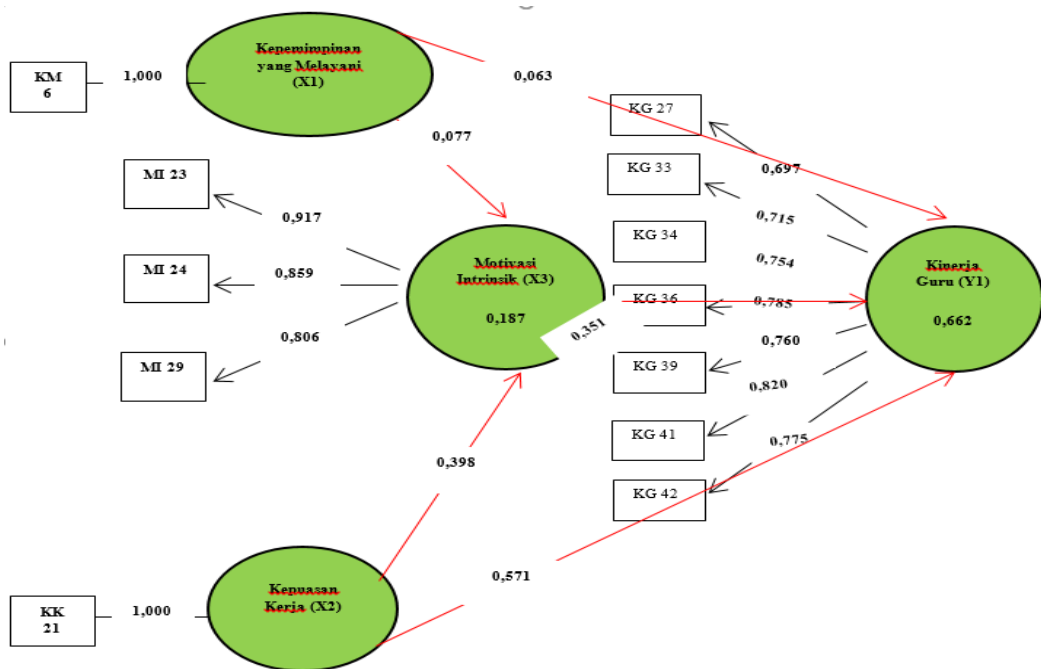 Kepemimpinan
yang Melayani
(X1)
KM
6
1,000
0,063
0,077
KG 27
0,697
MI 23
0,917
KG 33
0,715
MI 24
0,859
KG 34
0,754
Motivasi
Intrinsik (X3)
0,187
0,351
KG 36
0,785
Kinerja
Guru (Y1)
0,662
MI 29
0,806
KG 39
0,760
0,820
KG 41
0,775
KG 42
0,398
0,571
Kepuasan
Kerja (X2)
KK
21
1,000